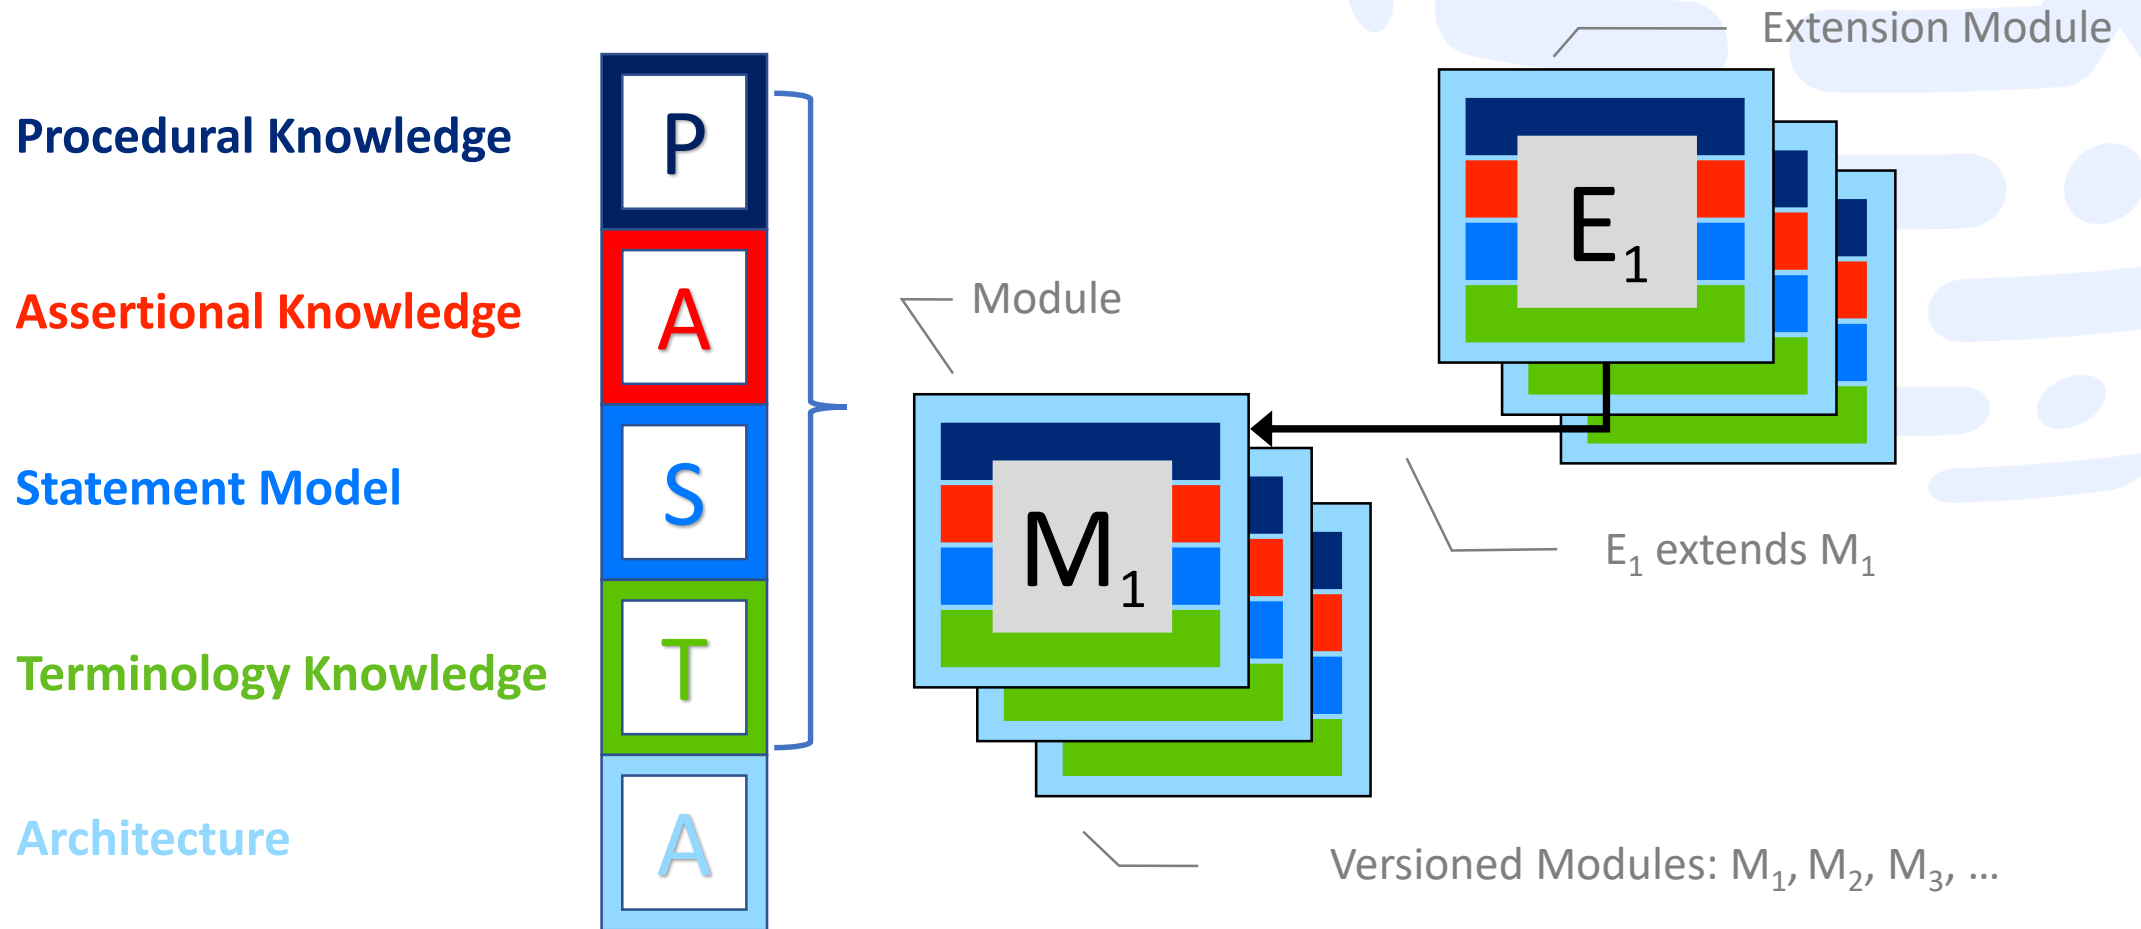 Extension Module
Procedural Knowledge
P
E₁
Assertional Knowledge
A
Module
Statement Model
S
M₁
E₁ extends M₁
Terminology Knowledge
T
Architecture
A
Versioned Modules: M₁, M₂, M₃, ...